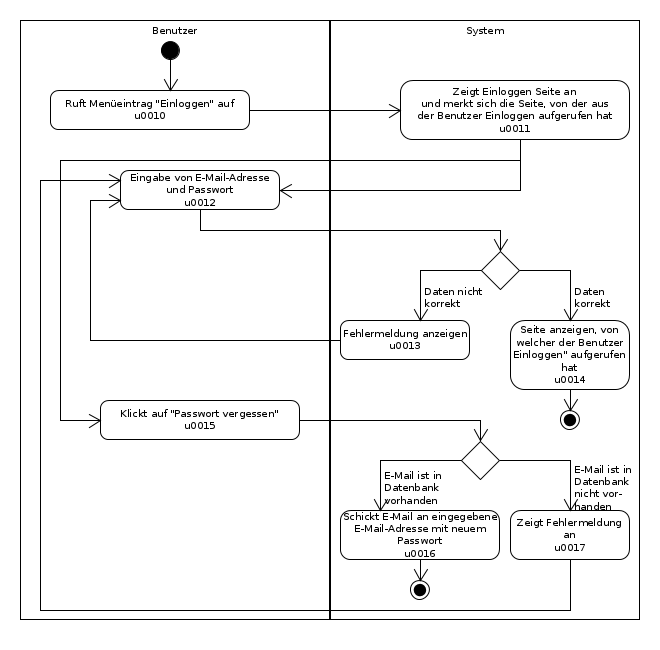 Benutzer
System
Ruft Menüeintrag "Einloggen" auf
u0010
Zeigt Einloggen Seite an
und merkt sich die Seite, von der aus
der Benutzer Einloggen aufgerufen hat
u0011
Eingabe von E-Mail-Adresse
und Passwort
u0012
Daten nicht
korrekt
Daten
korrekt
Fehlermeldung anzeigen
u0013
Seite anzeigen, von
welcher der Benutzer
Einloggen" aufgerufen
hat
u0014
Klickt auf "Passwort vergessen"
u0015
E-Mail ist in
Datenbank
vorhanden
E-Mail ist in
Datenbank
nicht vor-
handen
Schickt E-Mail an eingegebene
E-Mail-Adresse mit neuem
Passwort
u0016
Zeigt Fehlermeldung
an
u0017